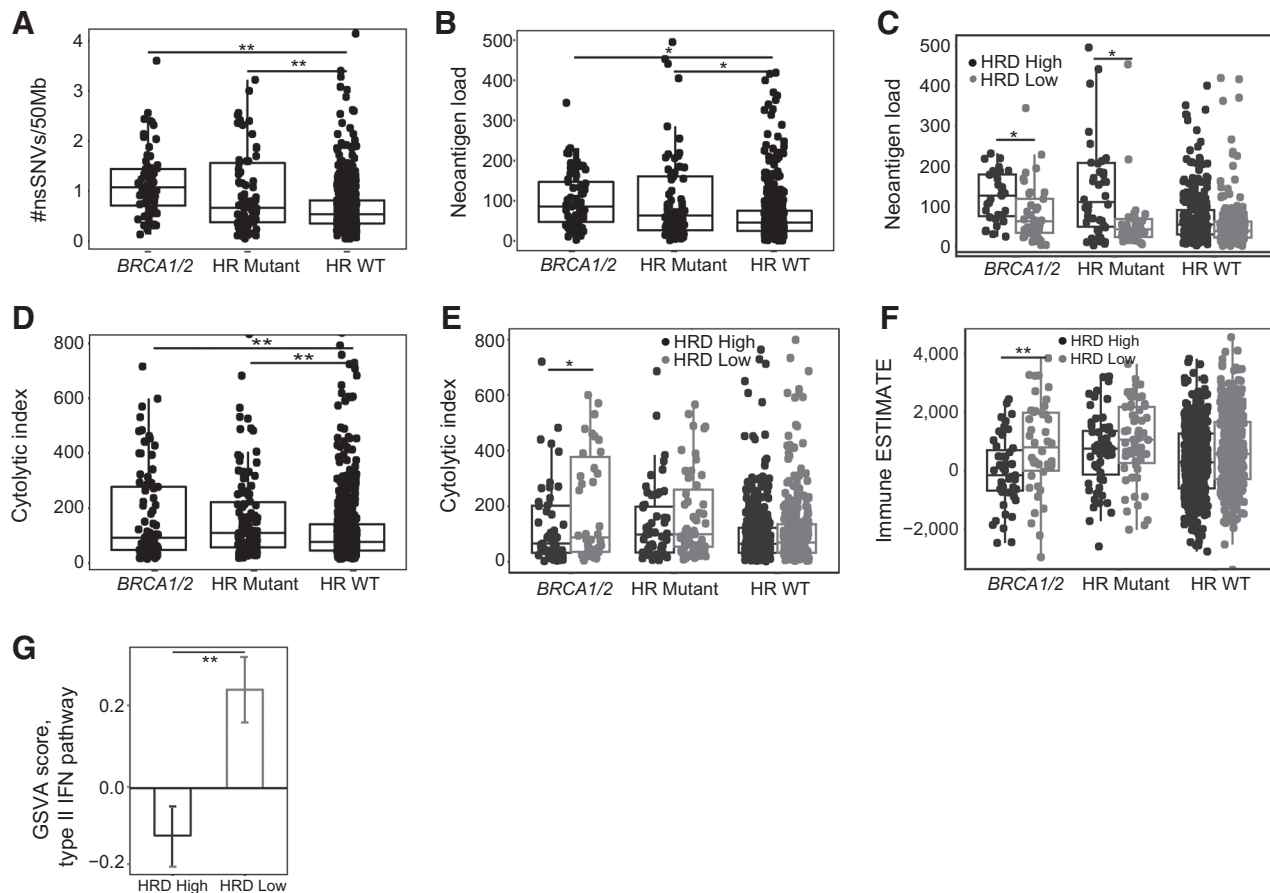 A
#nsSNVs/50Mb
4
3
2
1
0
**
**
BRCA1/2 HR Mutant HR WT
B
Neoantigen load
500
400
300
200
100
0
*
*
BRCA1/2 HR Mutant HR WT
C
Neoantigen load
500
400
300
200
100
0
HRD High
HRD Low
*
*
BRCA1/2 HR Mutant HR WT
D
Cytolytic index
800
600
400
200
0
**
**
BRCA1/2 HR Mutant HR WT
E
Cytolytic index
800
600
400
200
0
HRD High
HRD Low
*
BRCA1/2 HR Mutant HR WT
F
Immune ESTIMATE
4,000
2,000
0
−2,000
HRD High
HRD Low
**
BRCA1/2 HR Mutant HR WT
G
GSVA score,
type II IFN pathway
0.2
0.0
−0.2
**
HRD High HRD Low